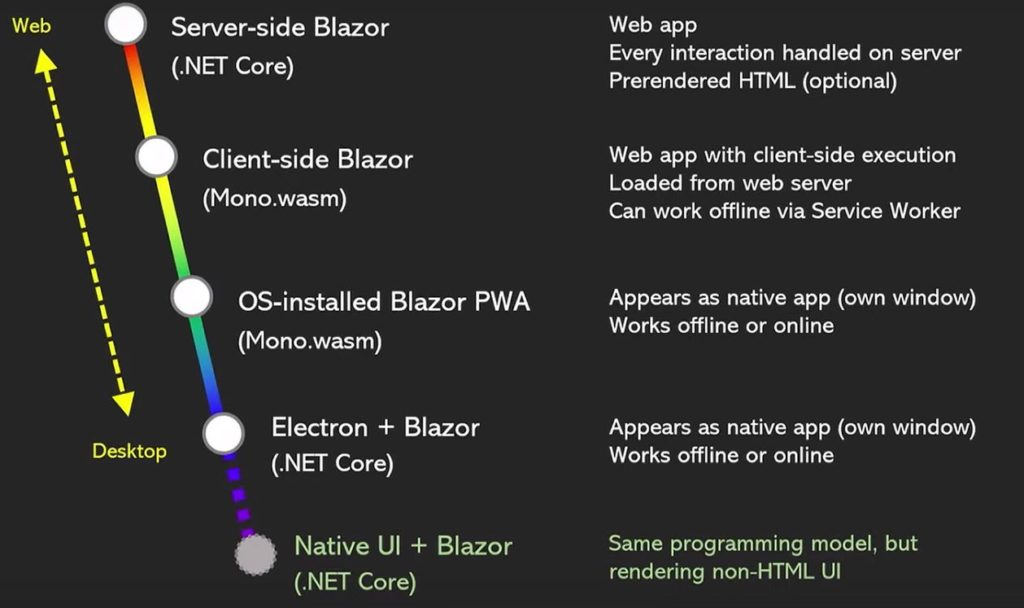 Web
Server-side Blazor
(.NET Core)
Web app
Every interaction handled on server
Prerendered HTML (optional)
Client-side Blazor
(Mono.wasm)
Web app with client-side execution
Loaded from web server
Can work offline via Service Worker
OS-installed Blazor PWA
(Mono.wasm)
Appears as native app (own window)
Works offline or online
Desktop
Electron + Blazor
(.NET Core)
Appears as native app (own window)
Works offline or online
Native UI + Blazor
(.NET Core)
Same programming model, but
rendering non-HTML UI